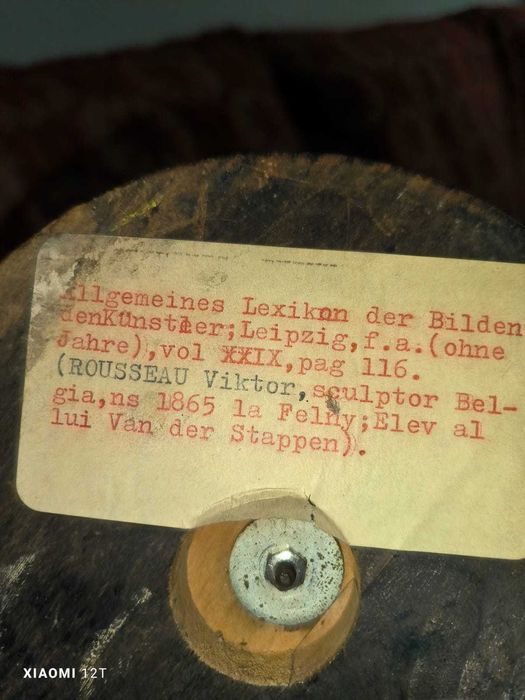 Allgemeines Lexikon der Bilden
denKünstler;Leipzig,f.a.(ohne
Jahre),vol XXIX,pag 116.
(ROUSSEAU Viktor,sculptor Bel-
gia,ns 1865 la Felny;Elev al
lui Van der Stappen).
XIAOMI 12T